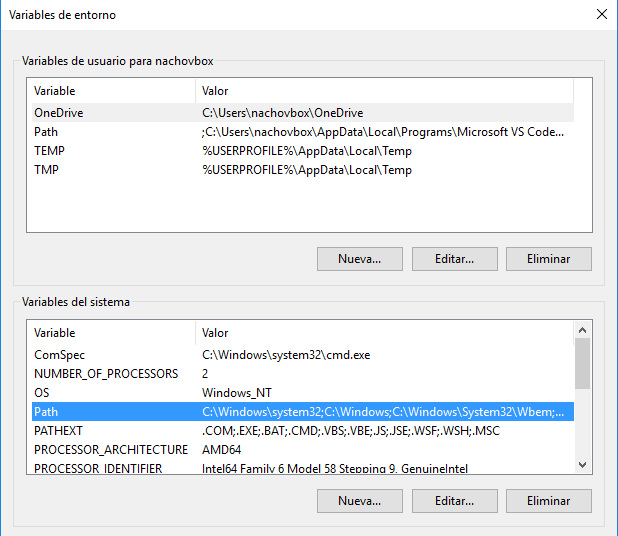 Variables de entorno
Variables de usuario para nachovbox
Variable Valor
OneDrive C:\Users\nachovbox\OneDrive
Path ;C:\Users\nachovbox\AppData\Local\Programs\Microsoft VS Code...
TEMP %USERPROFILE%\AppData\Local\Temp
TMP %USERPROFILE%\AppData\Local\Temp
Nueva... Editar... Eliminar
Variables del sistema
Variable Valor
ComSpec C:\Windows\system32\cmd.exe
NUMBER_OF_PROCESSORS 2
OS Windows_NT
Path C:\Windows\system32;C:\Windows;C:\Windows\System32\Wbem;...
PATHEXT .COM;.EXE;.BAT;.CMD;.VBS;.VBE;.JS;.JSE;.WSF;.WSH;.MSC
PROCESSOR_ARCHITECTURE AMD64
PROCESSOR_IDENTIFIER Intel64 Family 6 Model 58 Stepping 9, GenuineIntel
Nueva... Editar... Eliminar